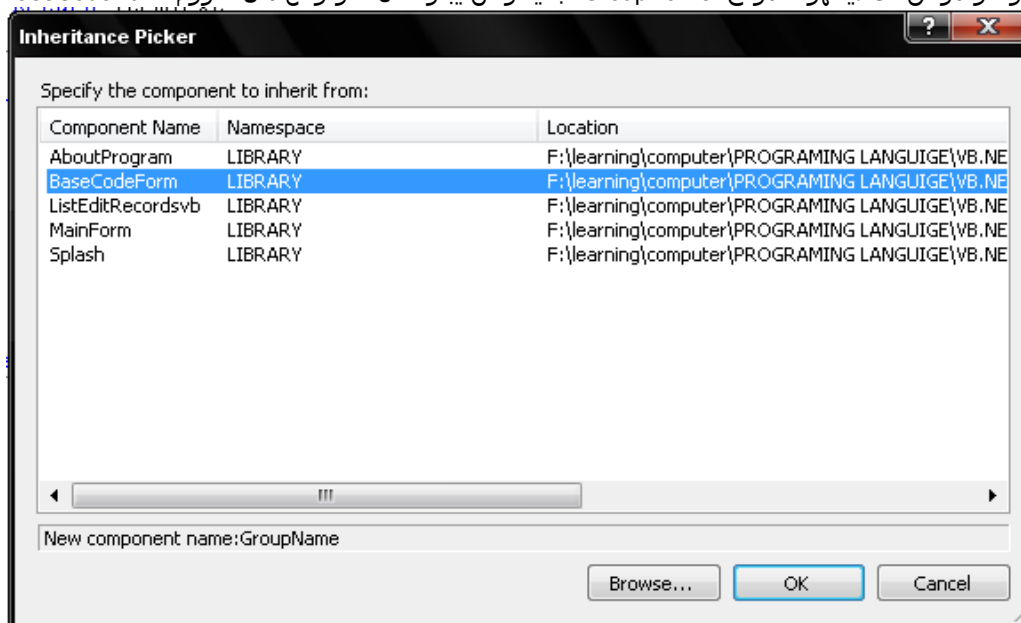 Inheritance Picker
Specify the component to inherit from:
Component Name Namespace Location
AboutProgram LIBRARY F:\learning\computer\PROGRAMING LANGUIGE\VB.NE
BaseCodeForm LIBRARY F:\learning\computer\PROGRAMING LANGUIGE\VB.NE
ListEditRecordsvb LIBRARY F:\learning\computer\PROGRAMING LANGUIGE\VB.NE
MainForm LIBRARY F:\learning\computer\PROGRAMING LANGUIGE\VB.NE
Splash LIBRARY F:\learning\computer\PROGRAMING LANGUIGE\VB.NE
New component name:GroupName
Browse... OK Cancel